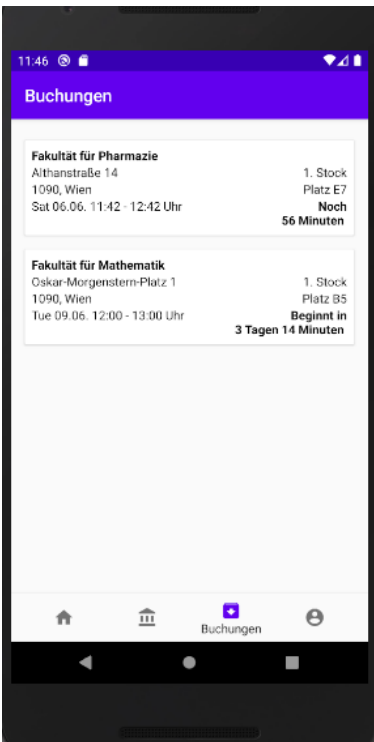 11:46
Buchungen
Fakultät für Pharmazie
Althanstraße 14 1. Stock
1090, Wien Platz E7
Sat 06.06. 11:42 - 12:42 Uhr Noch
56 Minuten
Fakultät für Mathematik
Oskar-Morgenstern-Platz 1 1. Stock
1090, Wien Platz B5
Tue 09.06. 12:00 - 13:00 Uhr Beginnt in
3 Tagen 14 Minuten
Buchungen